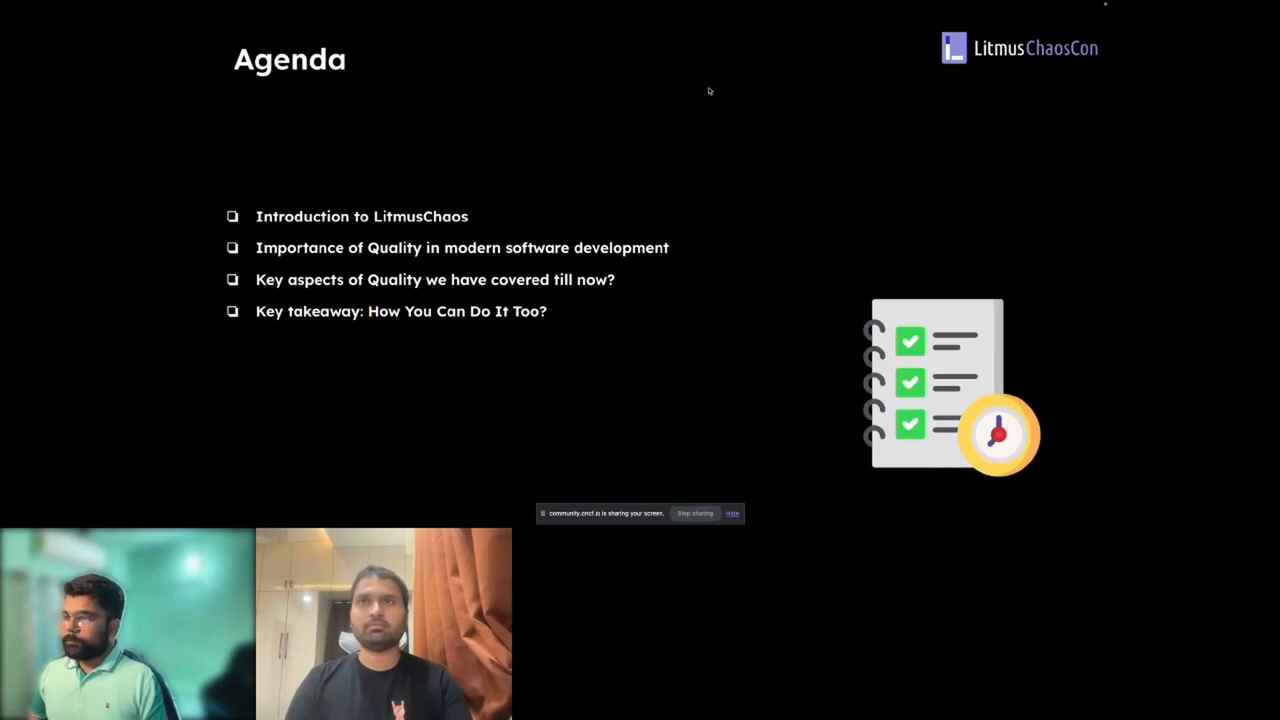 Agenda
LitmusChaosCon
❏ Introduction to LitmusChaos
❏ Importance of Quality in modern software development
❏ Key aspects of Quality we have covered till now?
❏ Key takeaway: How You Can Do It Too?
community.cncf.io is sharing your screen. Stop sharing Hide